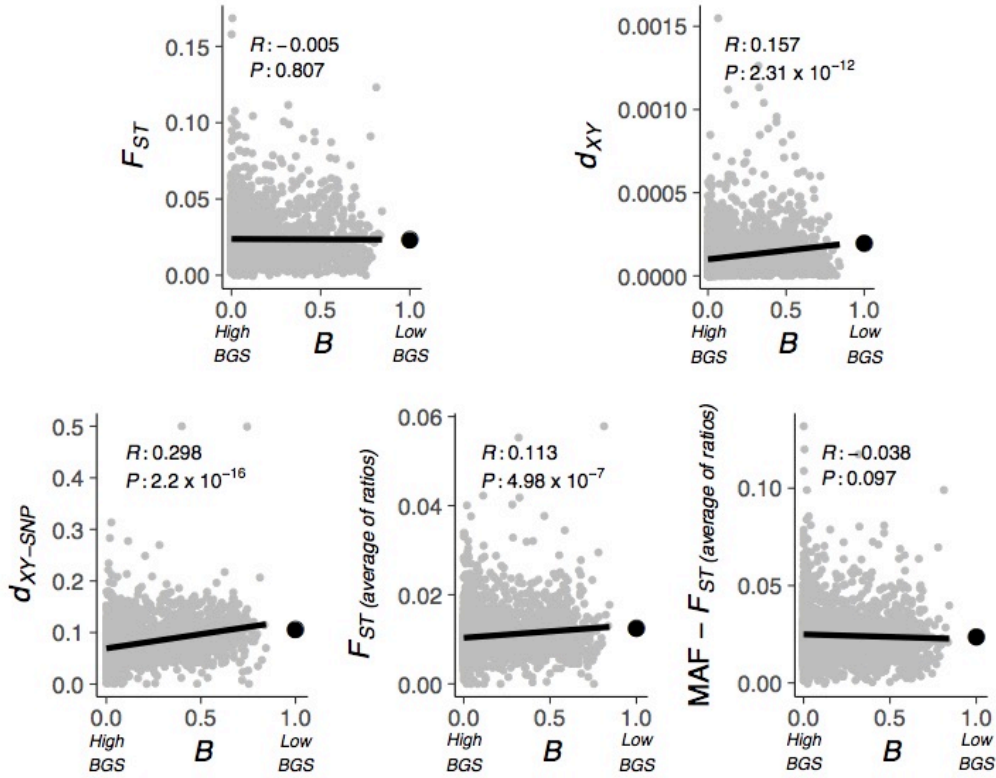 F_ST
0.15
0.10
0.05
0.00
R: −0.005
P: 0.807
0.0 0.5 1.0
High BGS B Low BGS
d_XY
0.0015
0.0010
0.0005
0.0000
R: 0.157
P: 2.31 x 10^−12
0.0 0.5 1.0
High BGS B Low BGS
d_XY−SNP
0.5
0.4
0.3
0.2
0.1
0.0
R: 0.298
P: 2.2 x 10^−16
0.0 0.5 1.0
High BGS B Low BGS
F_ST (average of ratios)
0.06
0.04
0.02
0.00
R: 0.113
P: 4.98 x 10^−7
0.0 0.5 1.0
High BGS B Low BGS
MAF − F_ST (average of ratios)
0.10
0.05
0.00
R: −0.038
P: 0.097
0.0 0.5 1.0
High BGS B Low BGS